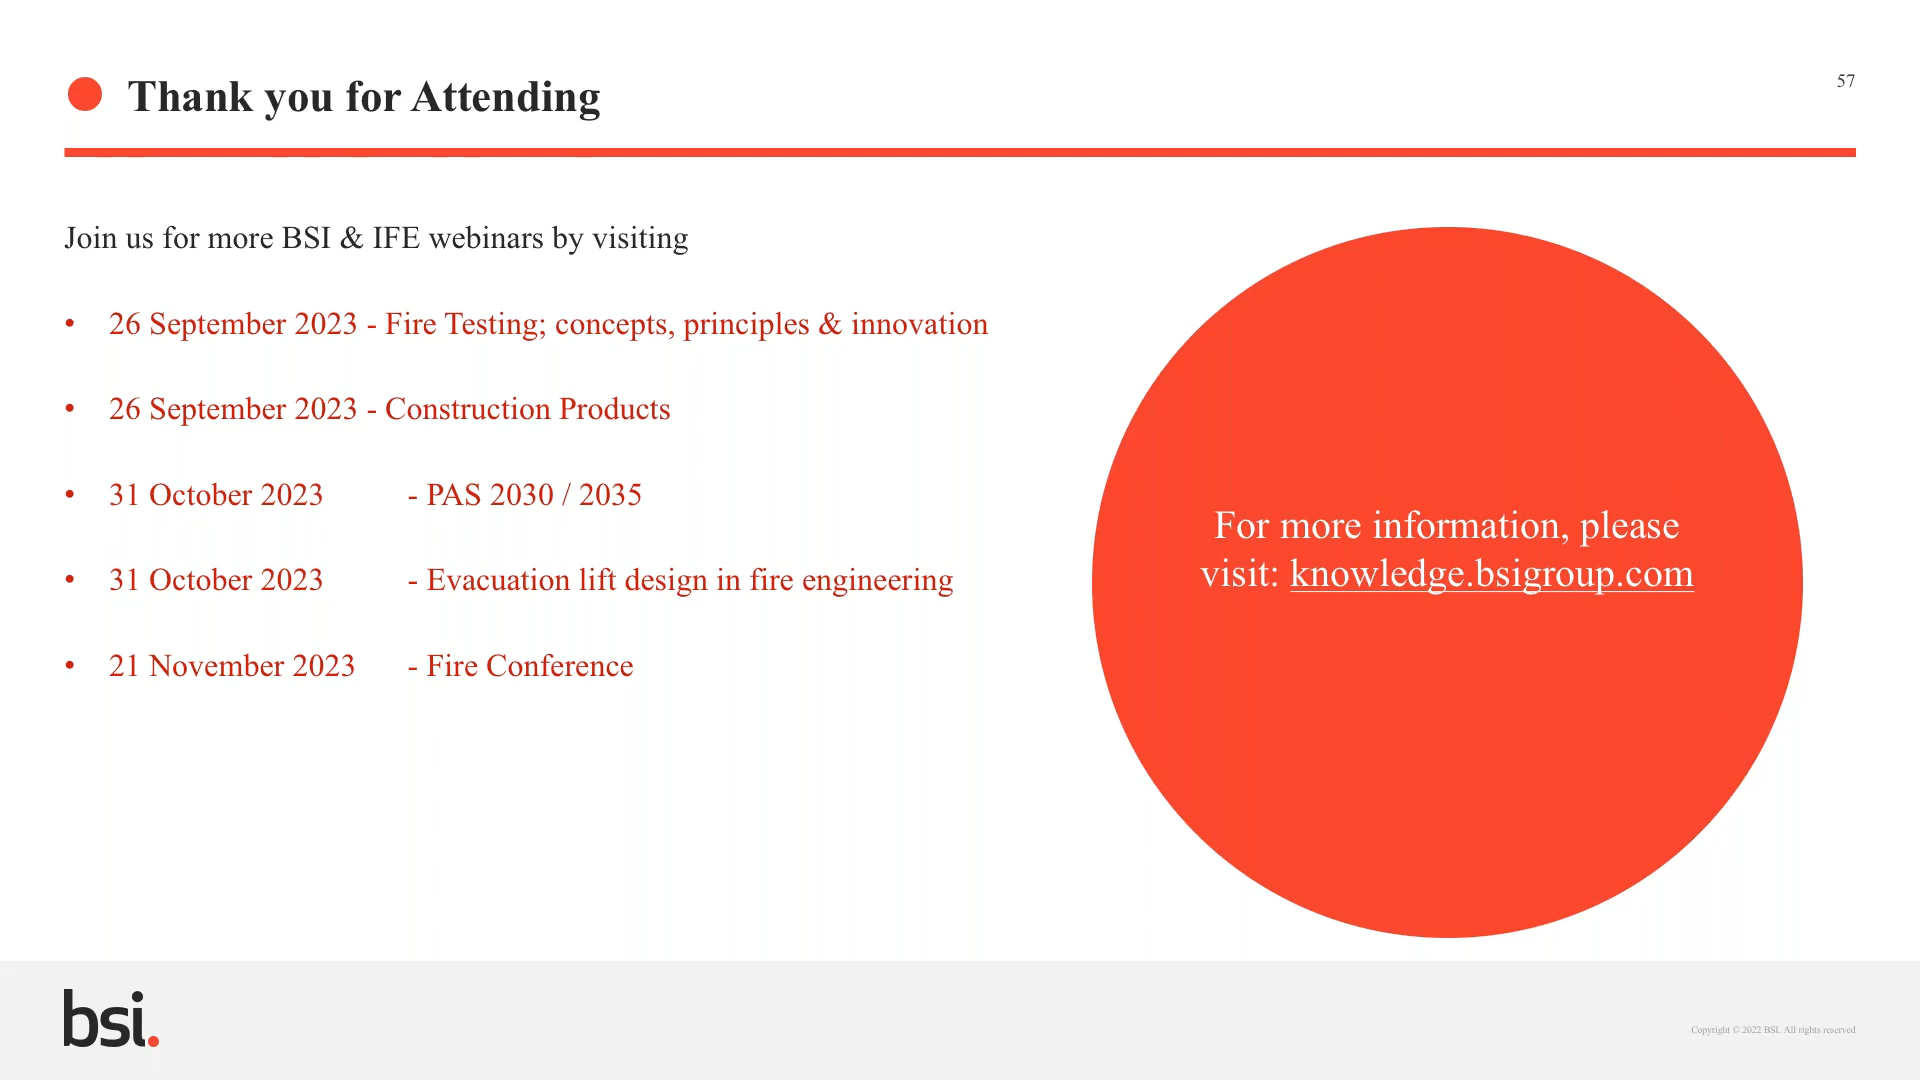 Thank you for Attending
57
Join us for more BSI & IFE webinars by visiting
• 26 September 2023 - Fire Testing; concepts, principles & innovation
• 26 September 2023 - Construction Products
• 31 October 2023 - PAS 2030 / 2035
• 31 October 2023 - Evacuation lift design in fire engineering
• 21 November 2023 - Fire Conference
For more information, please
visit: knowledge.bsigroup.com
bsi.
Copyright © 2022 BSI. All rights reserved